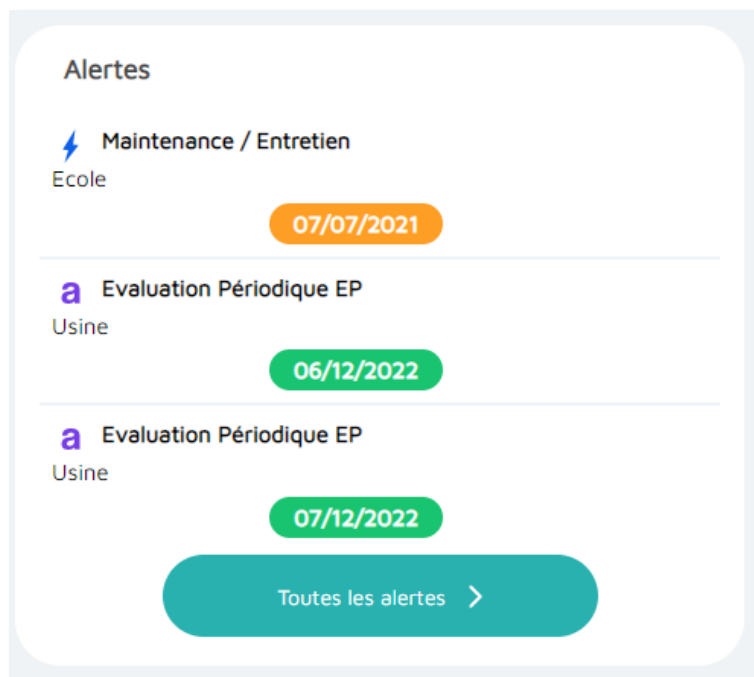 Alertes
Maintenance / Entretien
Ecole
07/07/2021
a Evaluation Périodique EP
Usine
06/12/2022
a Evaluation Périodique EP
Usine
07/12/2022
Toutes les alertes